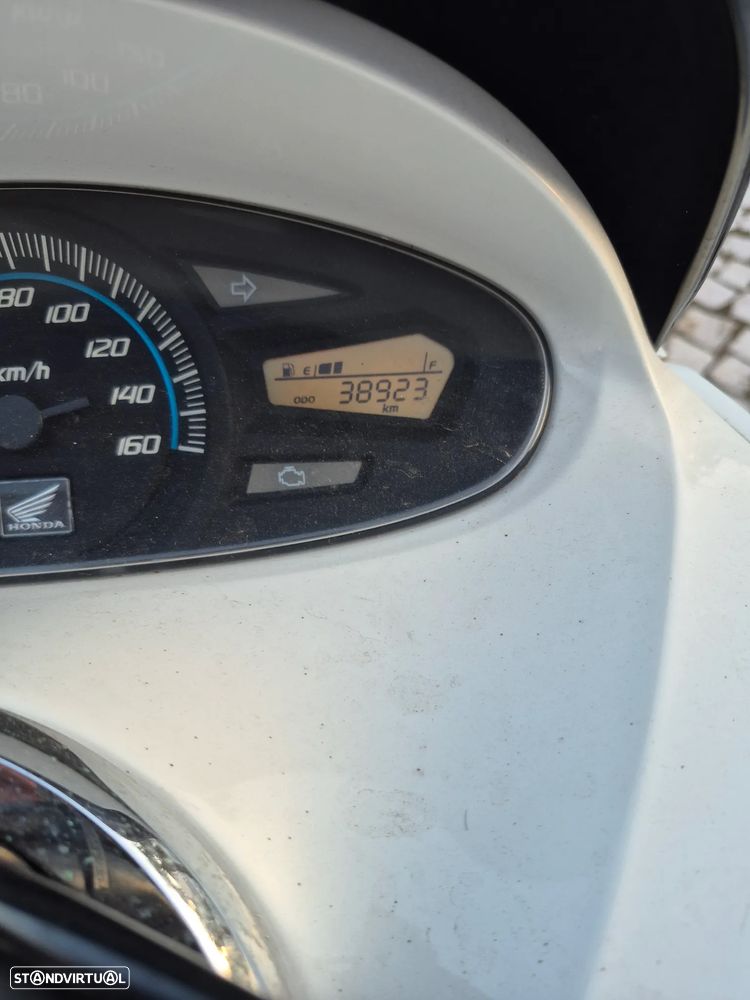 80
100
120
140
160
km/h
HONDA
E F
ODO 38923
km
STANDVIRTUAL